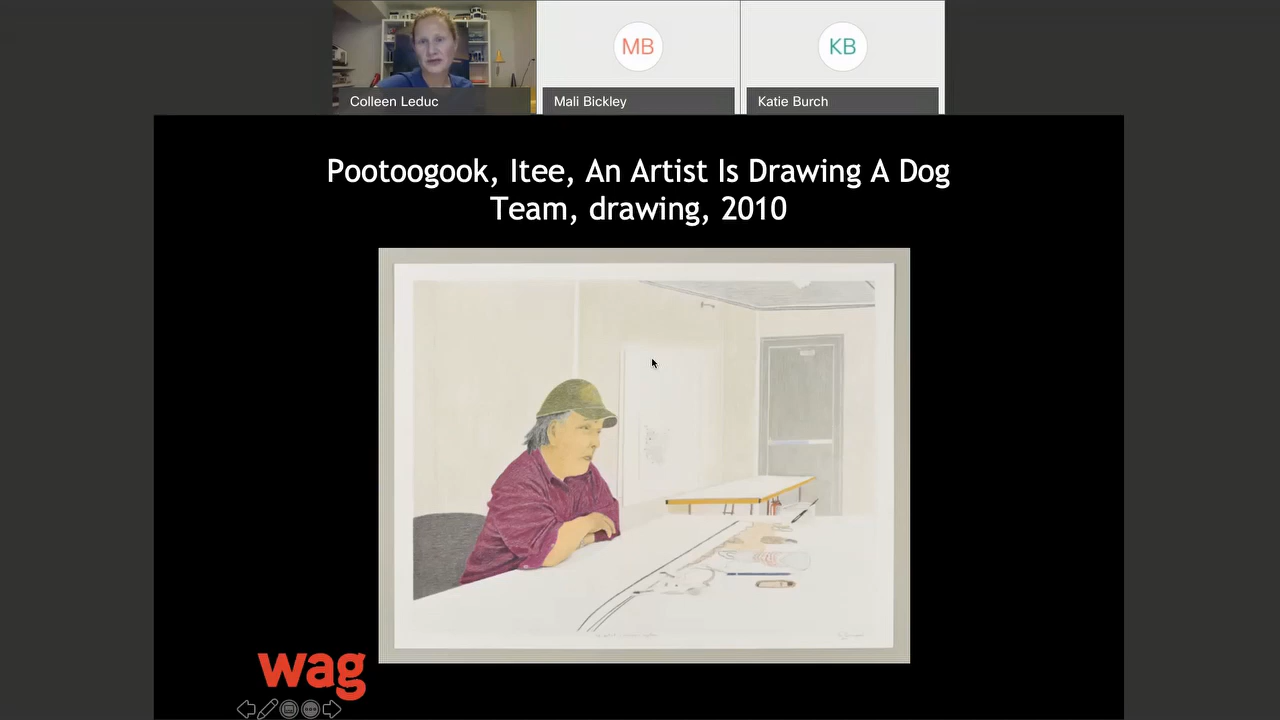 MB
KB
Colleen Leduc
Mali Bickley
Katie Burch
Pootoogook, Itee, An Artist Is Drawing A Dog
Team, drawing, 2010
wag